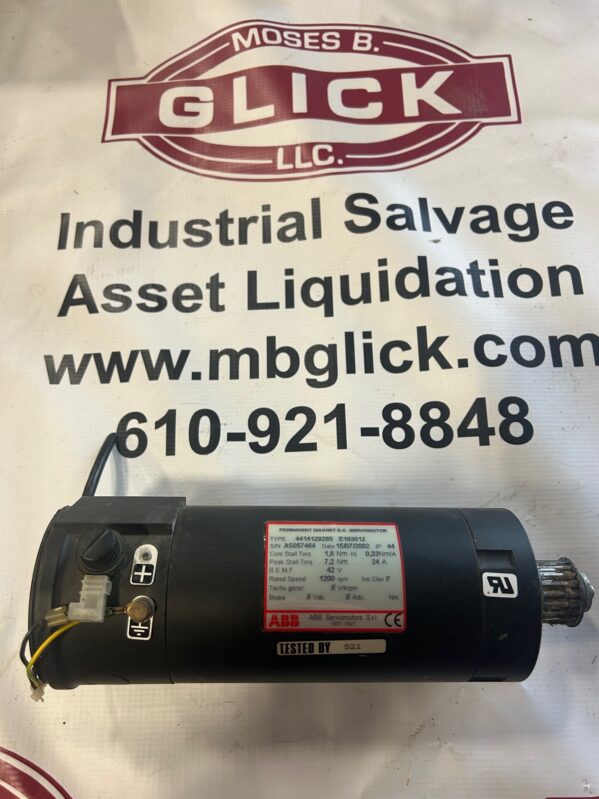 MOSES B.
GLICK
LLC.
Industrial Salvage
Asset Liquidation
www.mbglick.com
610-921-8848
PERMANENT MAGNET D.C. SERVOMOTOR
TYPE 4414129285 E163012
S/N A5057464 Date 15/07/2002 IP 44
Cont.Stall Torq. 1,8 Nm Kt 0,33Nm/A
Peak Stall Torq. 7,2 Nm 24 A
B.E.M.F. 42 V
Rated Speed 1200 rpm Ins.Clas. F
Tacho gener. // V/krpm
Brake // Vdc. // Adc. Nm
ABB ABB Servomotors S.r.l. CE
TESTED BY 521